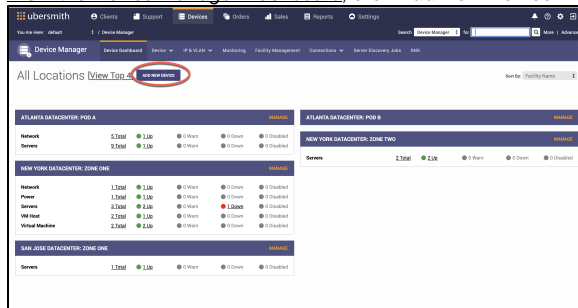 ubersmith Clients Support Devices Orders Sales Reports Settings
You Are Here: default / Device Manager Search Device Manager for More | Advance
Device Manager Device Dashboard Device IP & VLAN Monitoring Facility Management Connections Server Discovery Jobs DNS
All Locations [View Top 4 ADD NEW DEVICE Sort By: Facility Name
ATLANTA DATACENTER: POD A MANAGE
Network 5 Total 1 Up 0 Warn 0 Down 0 Disabled
Servers 9 Total 1 Up 0 Warn 0 Down 0 Disabled
NEW YORK DATACENTER: ZONE ONE MANAGE
Network 1 Total 1 Up 0 Warn 0 Down 0 Disabled
Power 1 Total 1 Up 0 Warn 0 Down 0 Disabled
Servers 3 Total 2 Up 0 Warn 1 Down 0 Disabled
VM Host 2 Total 1 Up 0 Warn 0 Down 0 Disabled
Virtual Machine 2 Total 2 Up 0 Warn 0 Down 0 Disabled
SAN JOSE DATACENTER: ZONE ONE MANAGE
Servers 1 Total 1 Up 0 Warn 0 Down 0 Disabled
ATLANTA DATACENTER: POD B MANAGE
NEW YORK DATACENTER: ZONE TWO MANAGE
Servers 2 Total 2 Up 0 Warn 0 Down 0 Disabled